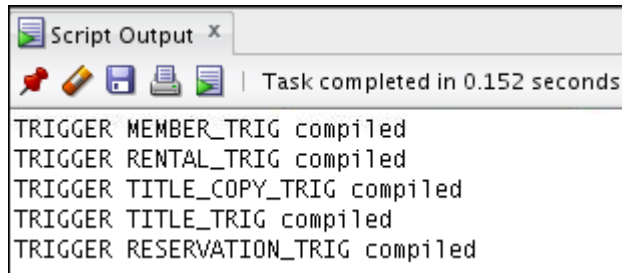 Script Output x
Task completed in 0.152 seconds
TRIGGER MEMBER_TRIG compiled
TRIGGER RENTAL_TRIG compiled
TRIGGER TITLE_COPY_TRIG compiled
TRIGGER TITLE_TRIG compiled
TRIGGER RESERVATION_TRIG compiled